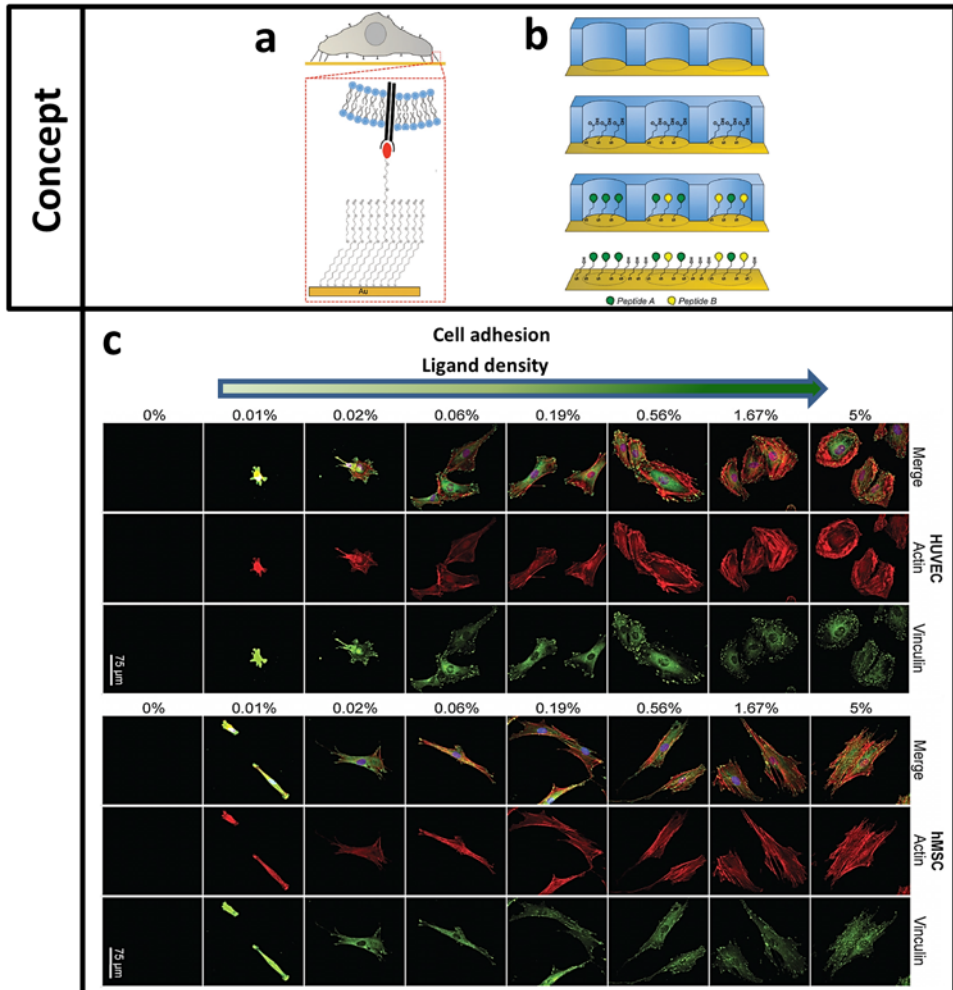 Concept
a
b
Au
Peptide A
Peptide B
c
Cell adhesion
Ligand density
0% 0.01% 0.02% 0.06% 0.19% 0.56% 1.67% 5%
Merge
Actin
HUVEC
Vinculin
75 µm
0% 0.01% 0.02% 0.06% 0.19% 0.56% 1.67% 5%
Merge
Actin
hMSC
Vinculin
75 µm